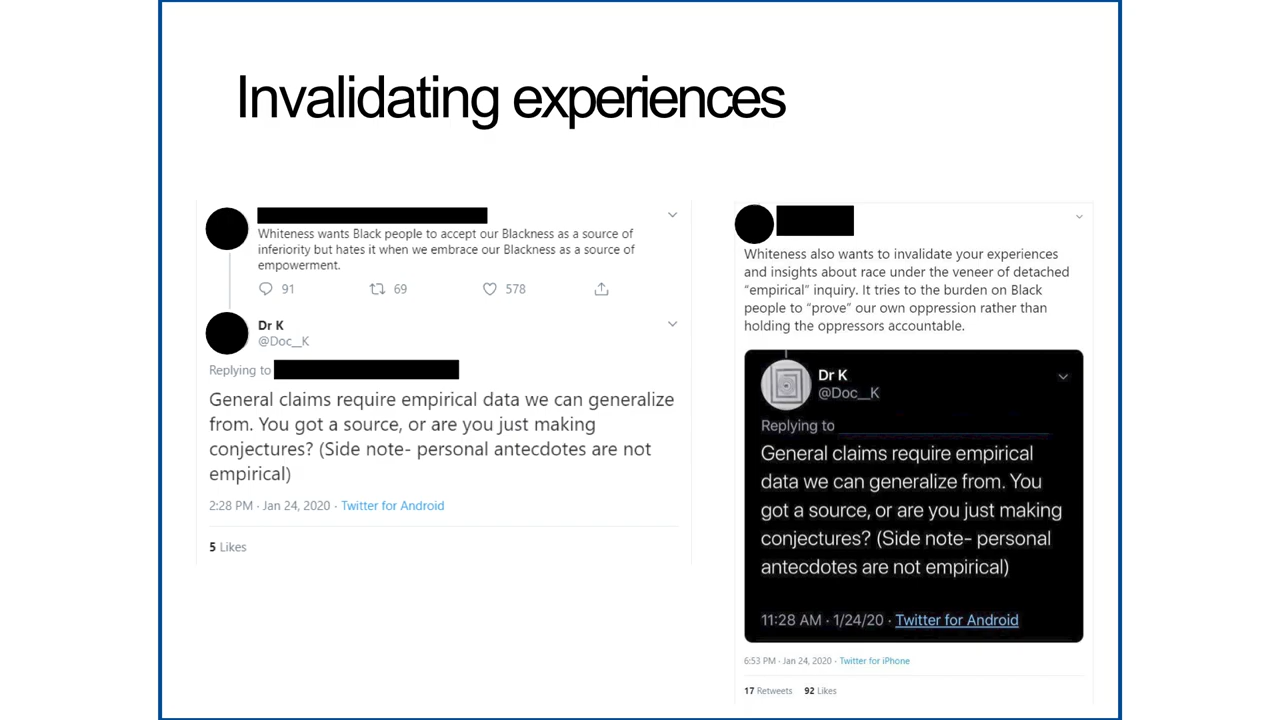 Invalidating experiences
Whiteness wants Black people to accept our Blackness as a source of
inferiority but hates it when we embrace our Blackness as a source of
empowerment.
91 69 578
Dr K
@Doc__K
Replying to
General claims require empirical data we can generalize
from. You got a source, or are you just making
conjectures? (Side note- personal antecdotes are not
empirical)
2:28 PM · Jan 24, 2020 · Twitter for Android
5 Likes
Whiteness also wants to invalidate your experiences
and insights about race under the veneer of detached
“empirical” inquiry. It tries to the burden on Black
people to “prove” our own oppression rather than
holding the oppressors accountable.
Dr K
@Doc__K
Replying to
General claims require empirical
data we can generalize from. You
got a source, or are you just making
conjectures? (Side note- personal
antecdotes are not empirical)
11:28 AM · 1/24/20 · Twitter for Android
6:53 PM · Jan 24, 2020 · Twitter for iPhone
17 Retweets 92 Likes